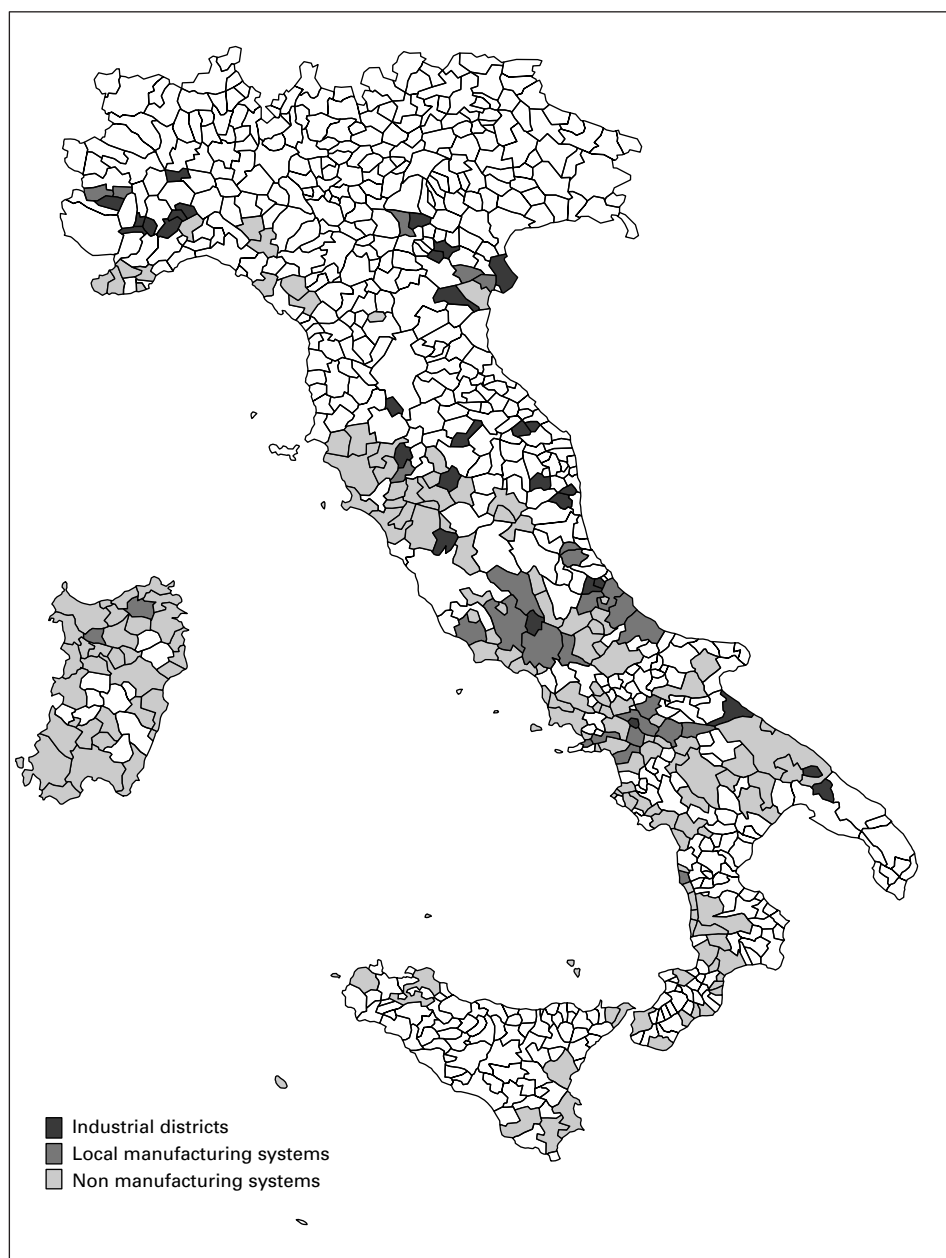 Industrial districts
Local manufacturing systems
Non manufacturing systems